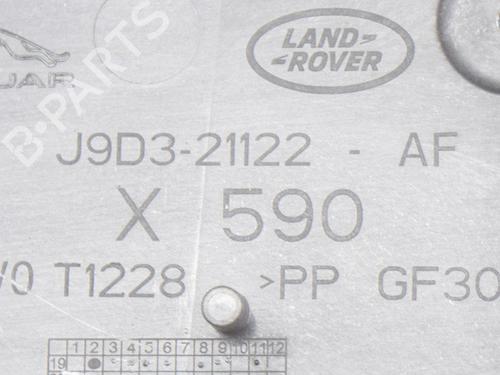 LAND ROVER
JAGUAR
B-PARTS
J9D3-21122 - AF
X 590
T1228 >PP GF30
1 2 3 4 5 6 7 8 9 10 11 12
19